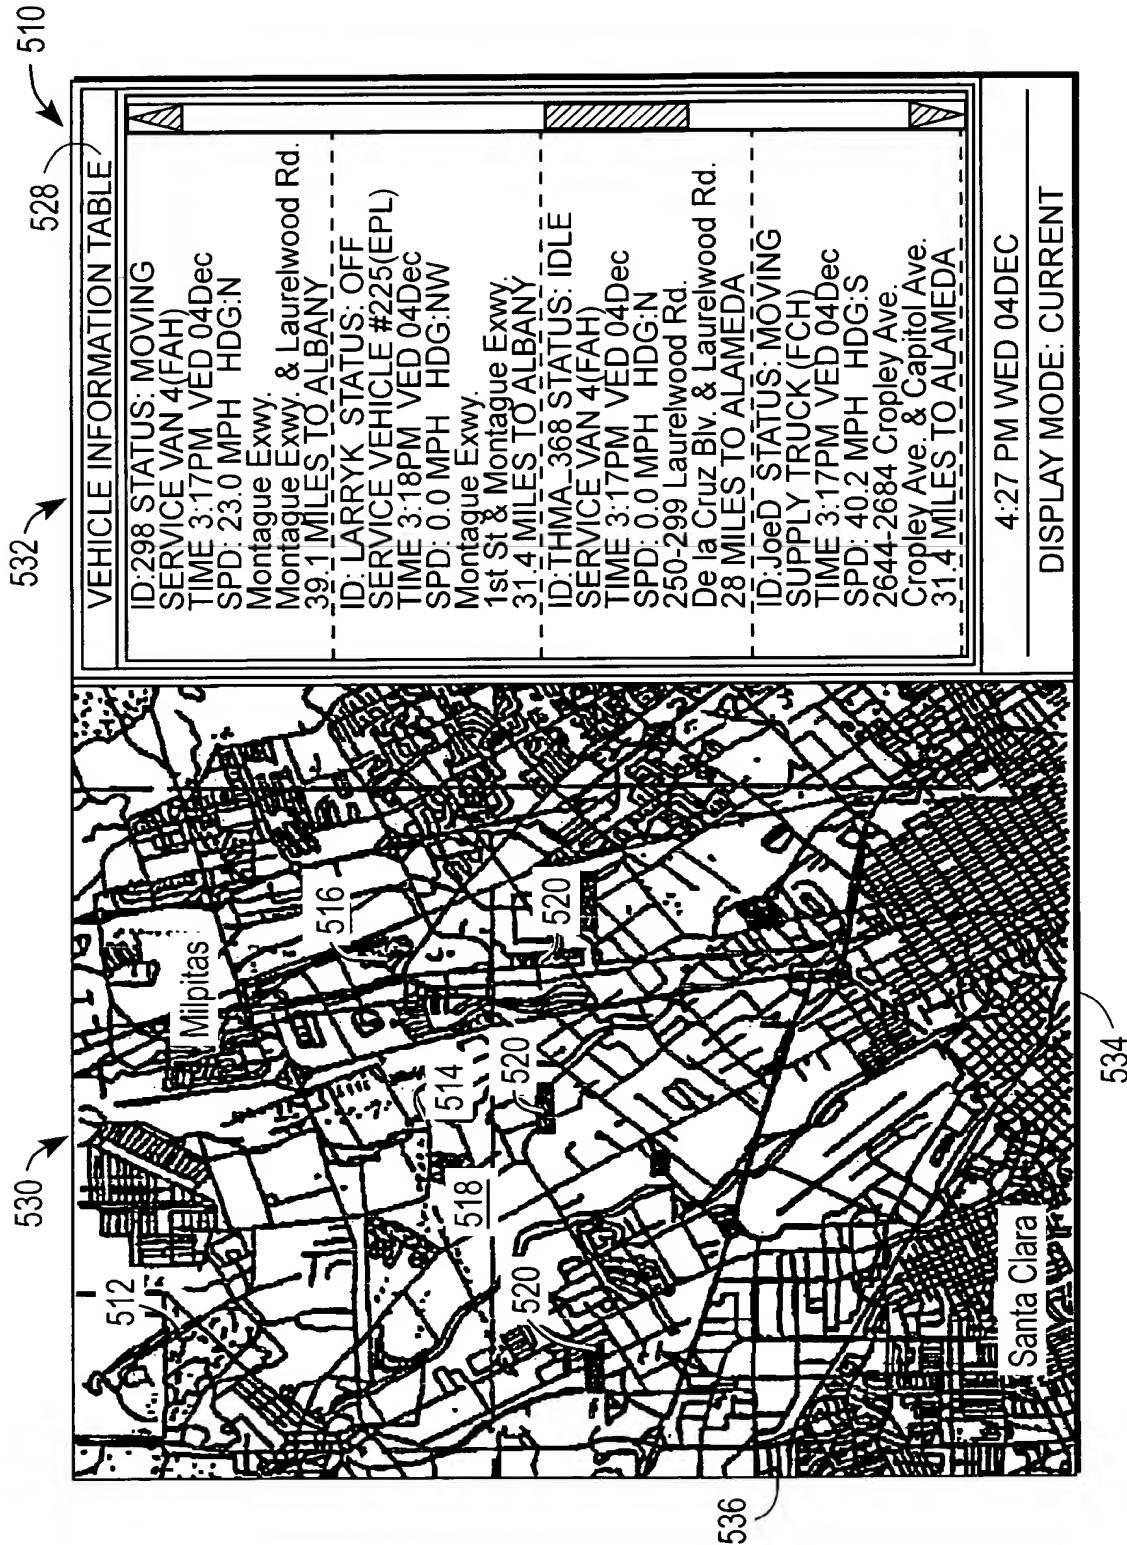 510
532
528
530
VEHICLE INFORMATION TABLE
ID:298 STATUS: MOVING
SERVICE VAN 4(FAH)
TIME 3:17PM VED 04Dec
SPD: 23.0 MPH HDG:N
Montague Exwy.
Montague Exwy. & Laurelwood Rd.
39.1 MILES TO ALBANY
ID: LARRYK STATUS: OFF
SERVICE VEHICLE #225(EPL)
TIME 3:18PM VED 04Dec
SPD: 0.0 MPH HDG:NW
Montague Exwy.
1st St & Montague Exwy.
31.4 MILES TO ALBANY
ID:THMA_368 STATUS: IDLE
SERVICE VAN 4(FAH)
TIME 3:17PM VED 04Dec
SPD: 0.0 MPH HDG:N
250-299 Laurelwood Rd.
De la Cruz Blv. & Laurelwood Rd.
28 MILES TO ALAMEDA
ID:JoeD STATUS: MOVING
SUPPLY TRUCK (FCH)
TIME 3:17PM VED 04Dec
SPD: 40.2 MPH HDG:S
2644-2684 Cropley Ave.
Cropley Ave. & Capitol Ave.
31.4 MILES TO ALAMEDA
4:27 PM WED 04DEC
DISPLAY MODE: CURRENT
512
Milpitas
516
514
518
520
520
520
Santa Clara
536
534